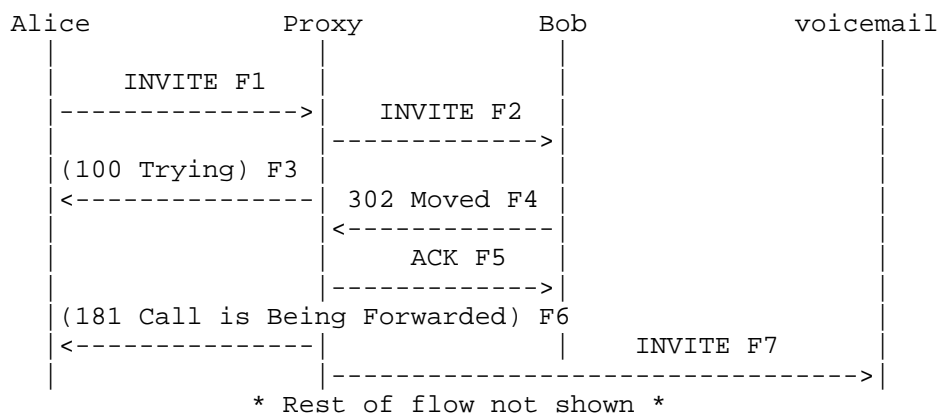 Alice Proxy Bob voicemail
INVITE F1
INVITE F2
(100 Trying) F3
302 Moved F4
ACK F5
(181 Call is Being Forwarded) F6
INVITE F7
* Rest of flow not shown *